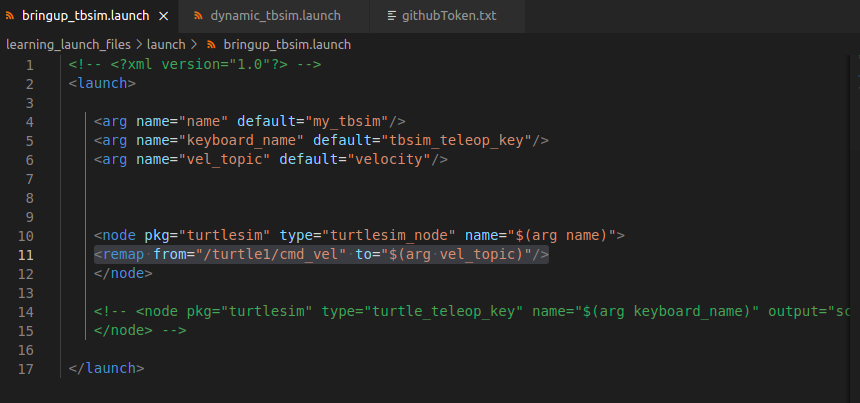 bringup_tbsim.launch × dynamic_tbsim.launch githubToken.txt
learning_launch_files > launch > bringup_tbsim.launch
1 <!-- <?xml version="1.0"?> -->
2 <launch>
3
4 <arg name="name" default="my_tbsim"/>
5 <arg name="keyboard_name" default="tbsim_teleop_key"/>
6 <arg name="vel_topic" default="velocity"/>
7
8
9
10 <node pkg="turtlesim" type="turtlesim_node" name="$(arg name)">
11 <remap from="/turtle1/cmd_vel" to="$(arg vel_topic)"/>
12 </node>
13
14 <!-- <node pkg="turtlesim" type="turtle_teleop_key" name="$(arg keyboard_name)" output="sc
15 </node> -->
16
17 </launch>